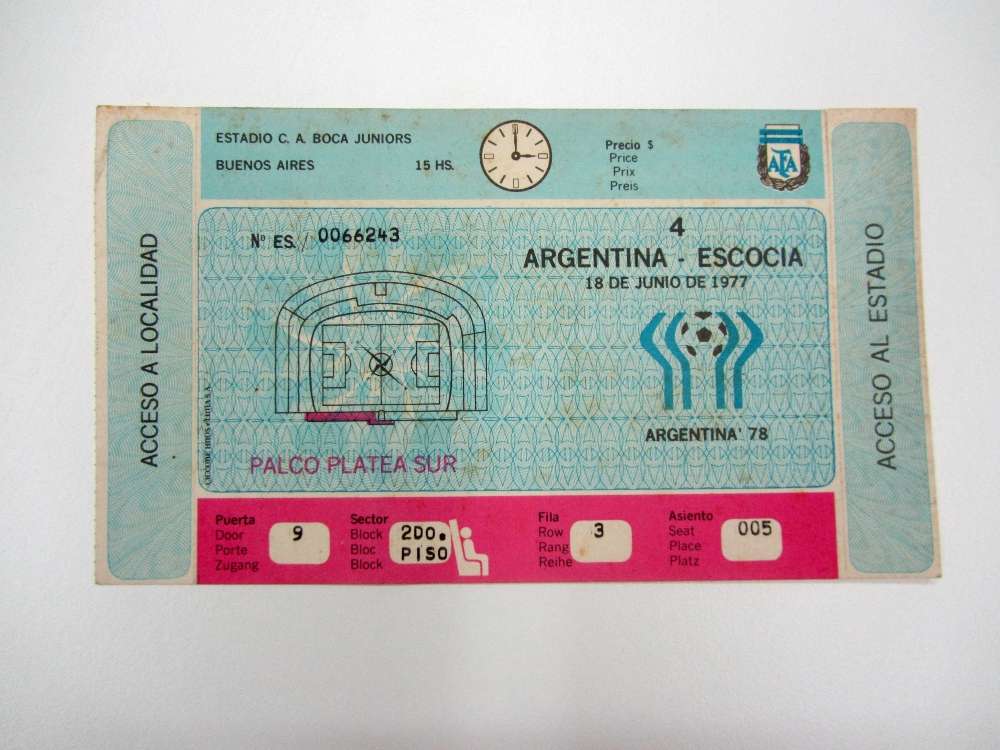 ACCESO A LOCALIDAD
ESTADIO C. A. BOCA JUNIORS
BUENOS AIRES 15 HS.
Precio $
Price
Prix
Preis
AFA
Nº ES. 0066243
4
ARGENTINA - ESCOCIA
18 DE JUNIO DE 1977
ARGENTINA' 78
PALCO PLATEA SUR
Puerta
Door
Porte
Zugang
9
Sector
Block
Bloc
Block
2DO.
PISO
Fila
Row
Rang
Reihe
3
Asiento
Seat
Place
Platz
005
ACCESO AL ESTADIO